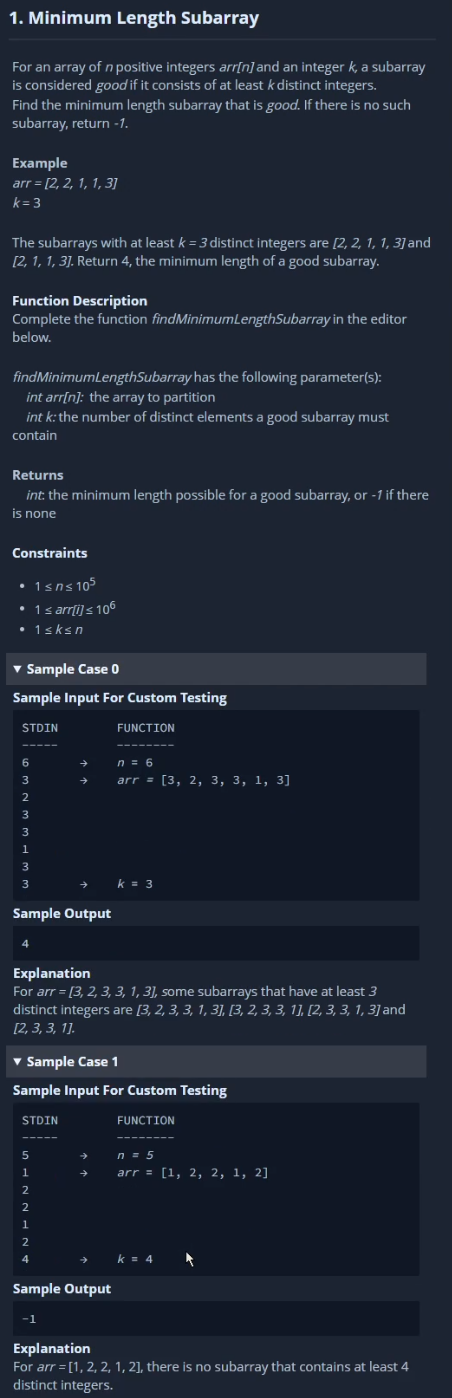 1. Minimum Length Subarray
For an array of n positive integers arr[n] and an integer k, a subarray
is considered good if it consists of at least k distinct integers.
Find the minimum length subarray that is good. If there is no such
subarray, return -1.
Example
arr = [2, 2, 1, 1, 3]
k = 3
The subarrays with at least k = 3 distinct integers are [2, 2, 1, 1, 3] and
[2, 1, 1, 3]. Return 4, the minimum length of a good subarray.
Function Description
Complete the function findMinimumLengthSubarray in the editor
below.
findMinimumLengthSubarray has the following parameter(s):
int arr[n]: the array to partition
int k: the number of distinct elements a good subarray must
contain
Returns
int: the minimum length possible for a good subarray, or -1 if there
is none
Constraints
• 1 ≤ n ≤ 10⁵
• 1 ≤ arr[i] ≤ 10⁶
• 1 ≤ k ≤ n
▼ Sample Case 0
Sample Input For Custom Testing
STDIN FUNCTION
----- --------
6 → n = 6
3 → arr = [3, 2, 3, 3, 1, 3]
2
3
3
1
3
3 → k = 3
Sample Output
4
Explanation
For arr = [3, 2, 3, 3, 1, 3], some subarrays that have at least 3
distinct integers are [3, 2, 3, 3, 1, 3], [3, 2, 3, 3, 1], [2, 3, 3, 1, 3] and
[2, 3, 3, 1].
▼ Sample Case 1
Sample Input For Custom Testing
STDIN FUNCTION
----- --------
5 → n = 5
1 → arr = [1, 2, 2, 1, 2]
2
2
1
2
4 → k = 4
Sample Output
-1
Explanation
For arr = [1, 2, 2, 1, 2], there is no subarray that contains at least 4
distinct integers.